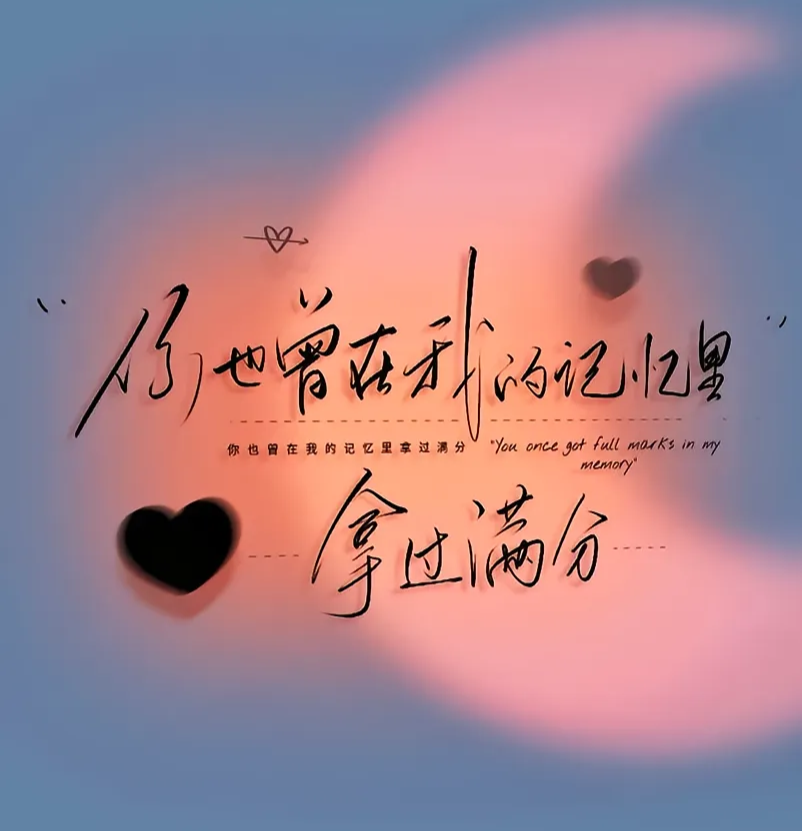 “你也曾在我的记忆里”
你也曾在我的记忆里拿过满分
"You once got full marks in my
memory"
拿过满分